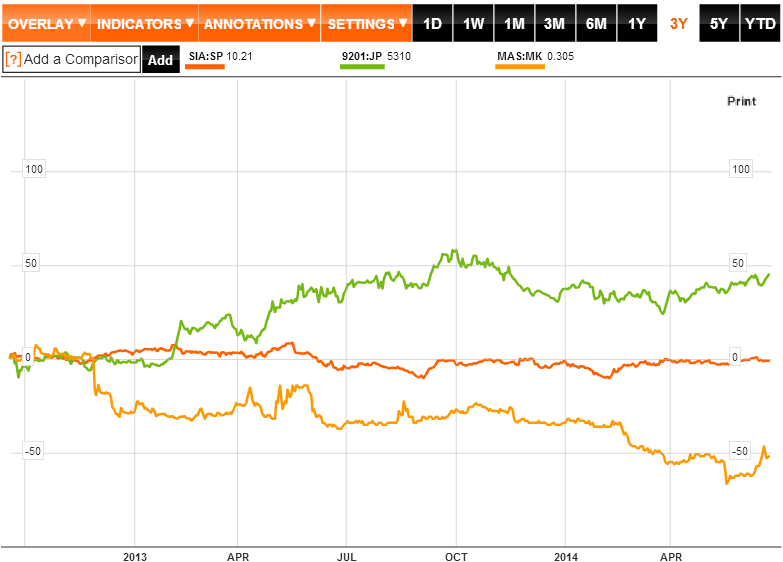 OVERLAY ▼ INDICATORS ▼ ANNOTATIONS ▼ SETTINGS ▼ 1D 1W 1M 3M 6M 1Y 3Y 5Y YTD
[?] Add a Comparison Add SIA:SP 10.21 9201:JP 5310 MAS:MK 0.305
Print
100 100
50 50
0 0
-50 -50
2013 APR JUL OCT 2014 APR